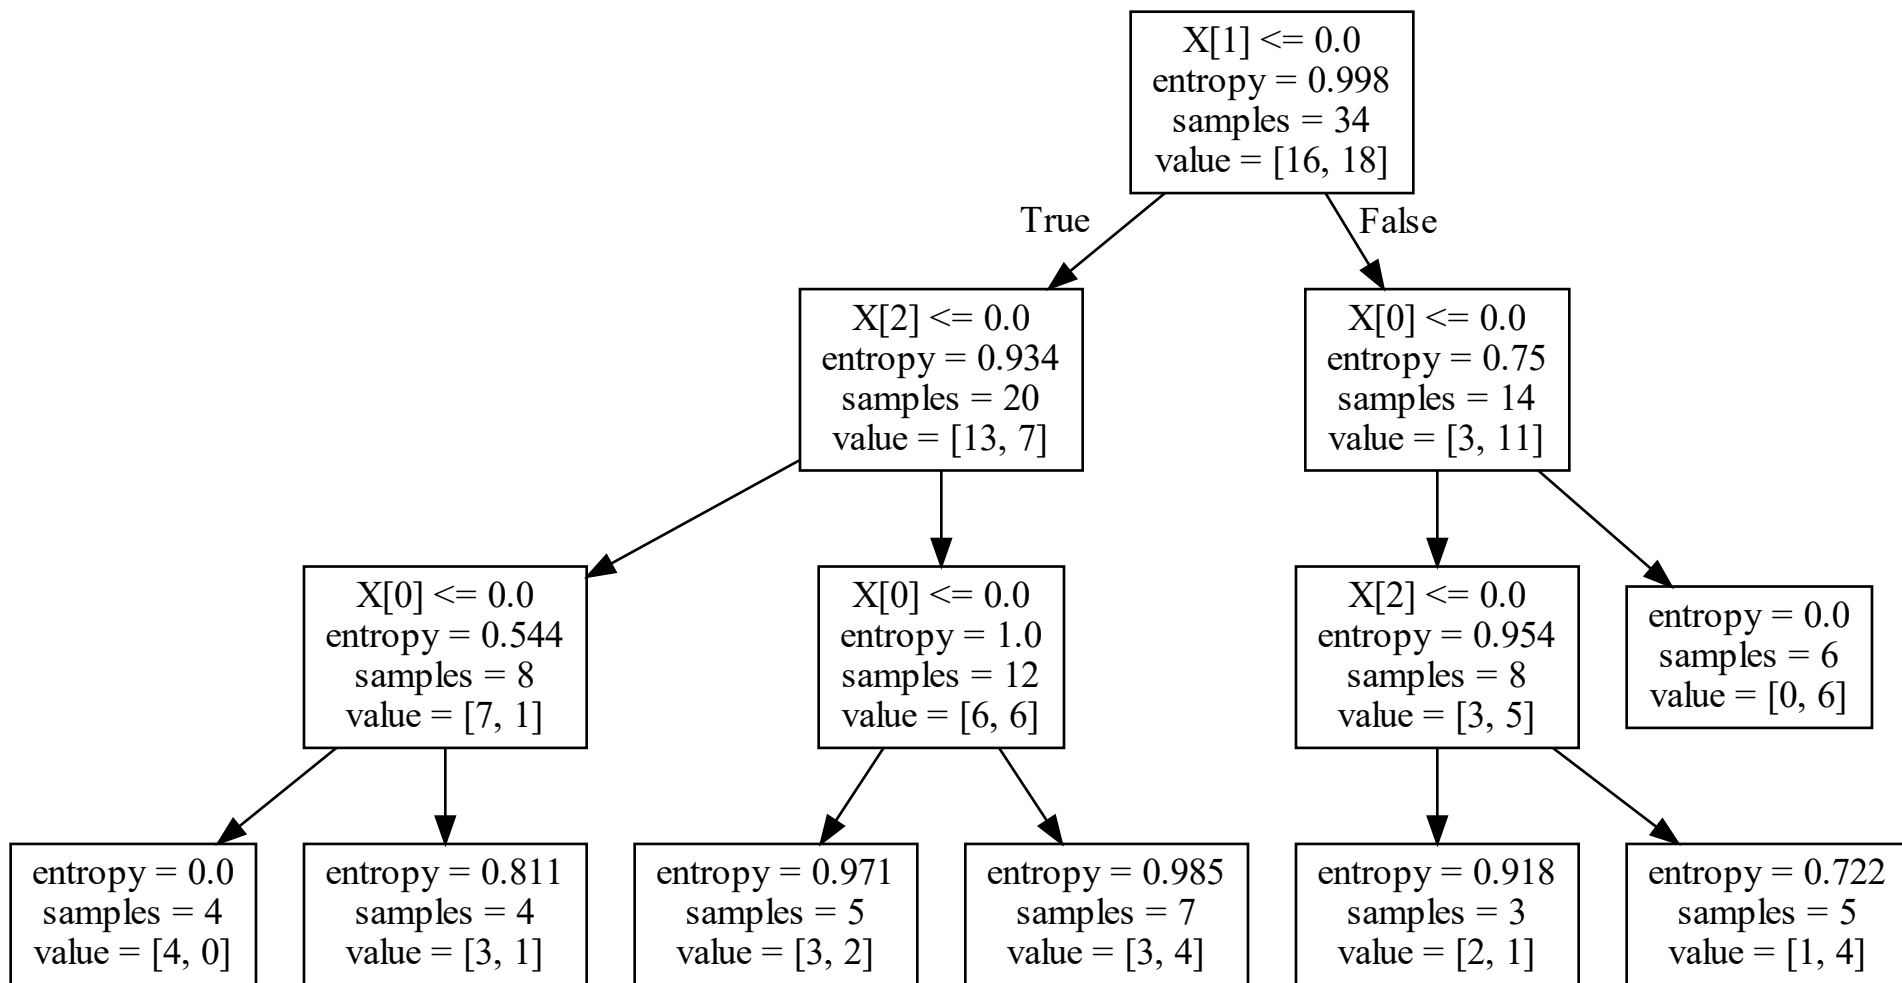 X[1] <= 0.0
entropy = 0.998
samples = 34
value = [16, 18]
True
False
X[2] <= 0.0
entropy = 0.934
samples = 20
value = [13, 7]
X[0] <= 0.0
entropy = 0.75
samples = 14
value = [3, 11]
X[0] <= 0.0
entropy = 0.544
samples = 8
value = [7, 1]
X[0] <= 0.0
entropy = 1.0
samples = 12
value = [6, 6]
X[2] <= 0.0
entropy = 0.954
samples = 8
value = [3, 5]
entropy = 0.0
samples = 6
value = [0, 6]
entropy = 0.0
samples = 4
value = [4, 0]
entropy = 0.811
samples = 4
value = [3, 1]
entropy = 0.971
samples = 5
value = [3, 2]
entropy = 0.985
samples = 7
value = [3, 4]
entropy = 0.918
samples = 3
value = [2, 1]
entropy = 0.722
samples = 5
value = [1, 4]